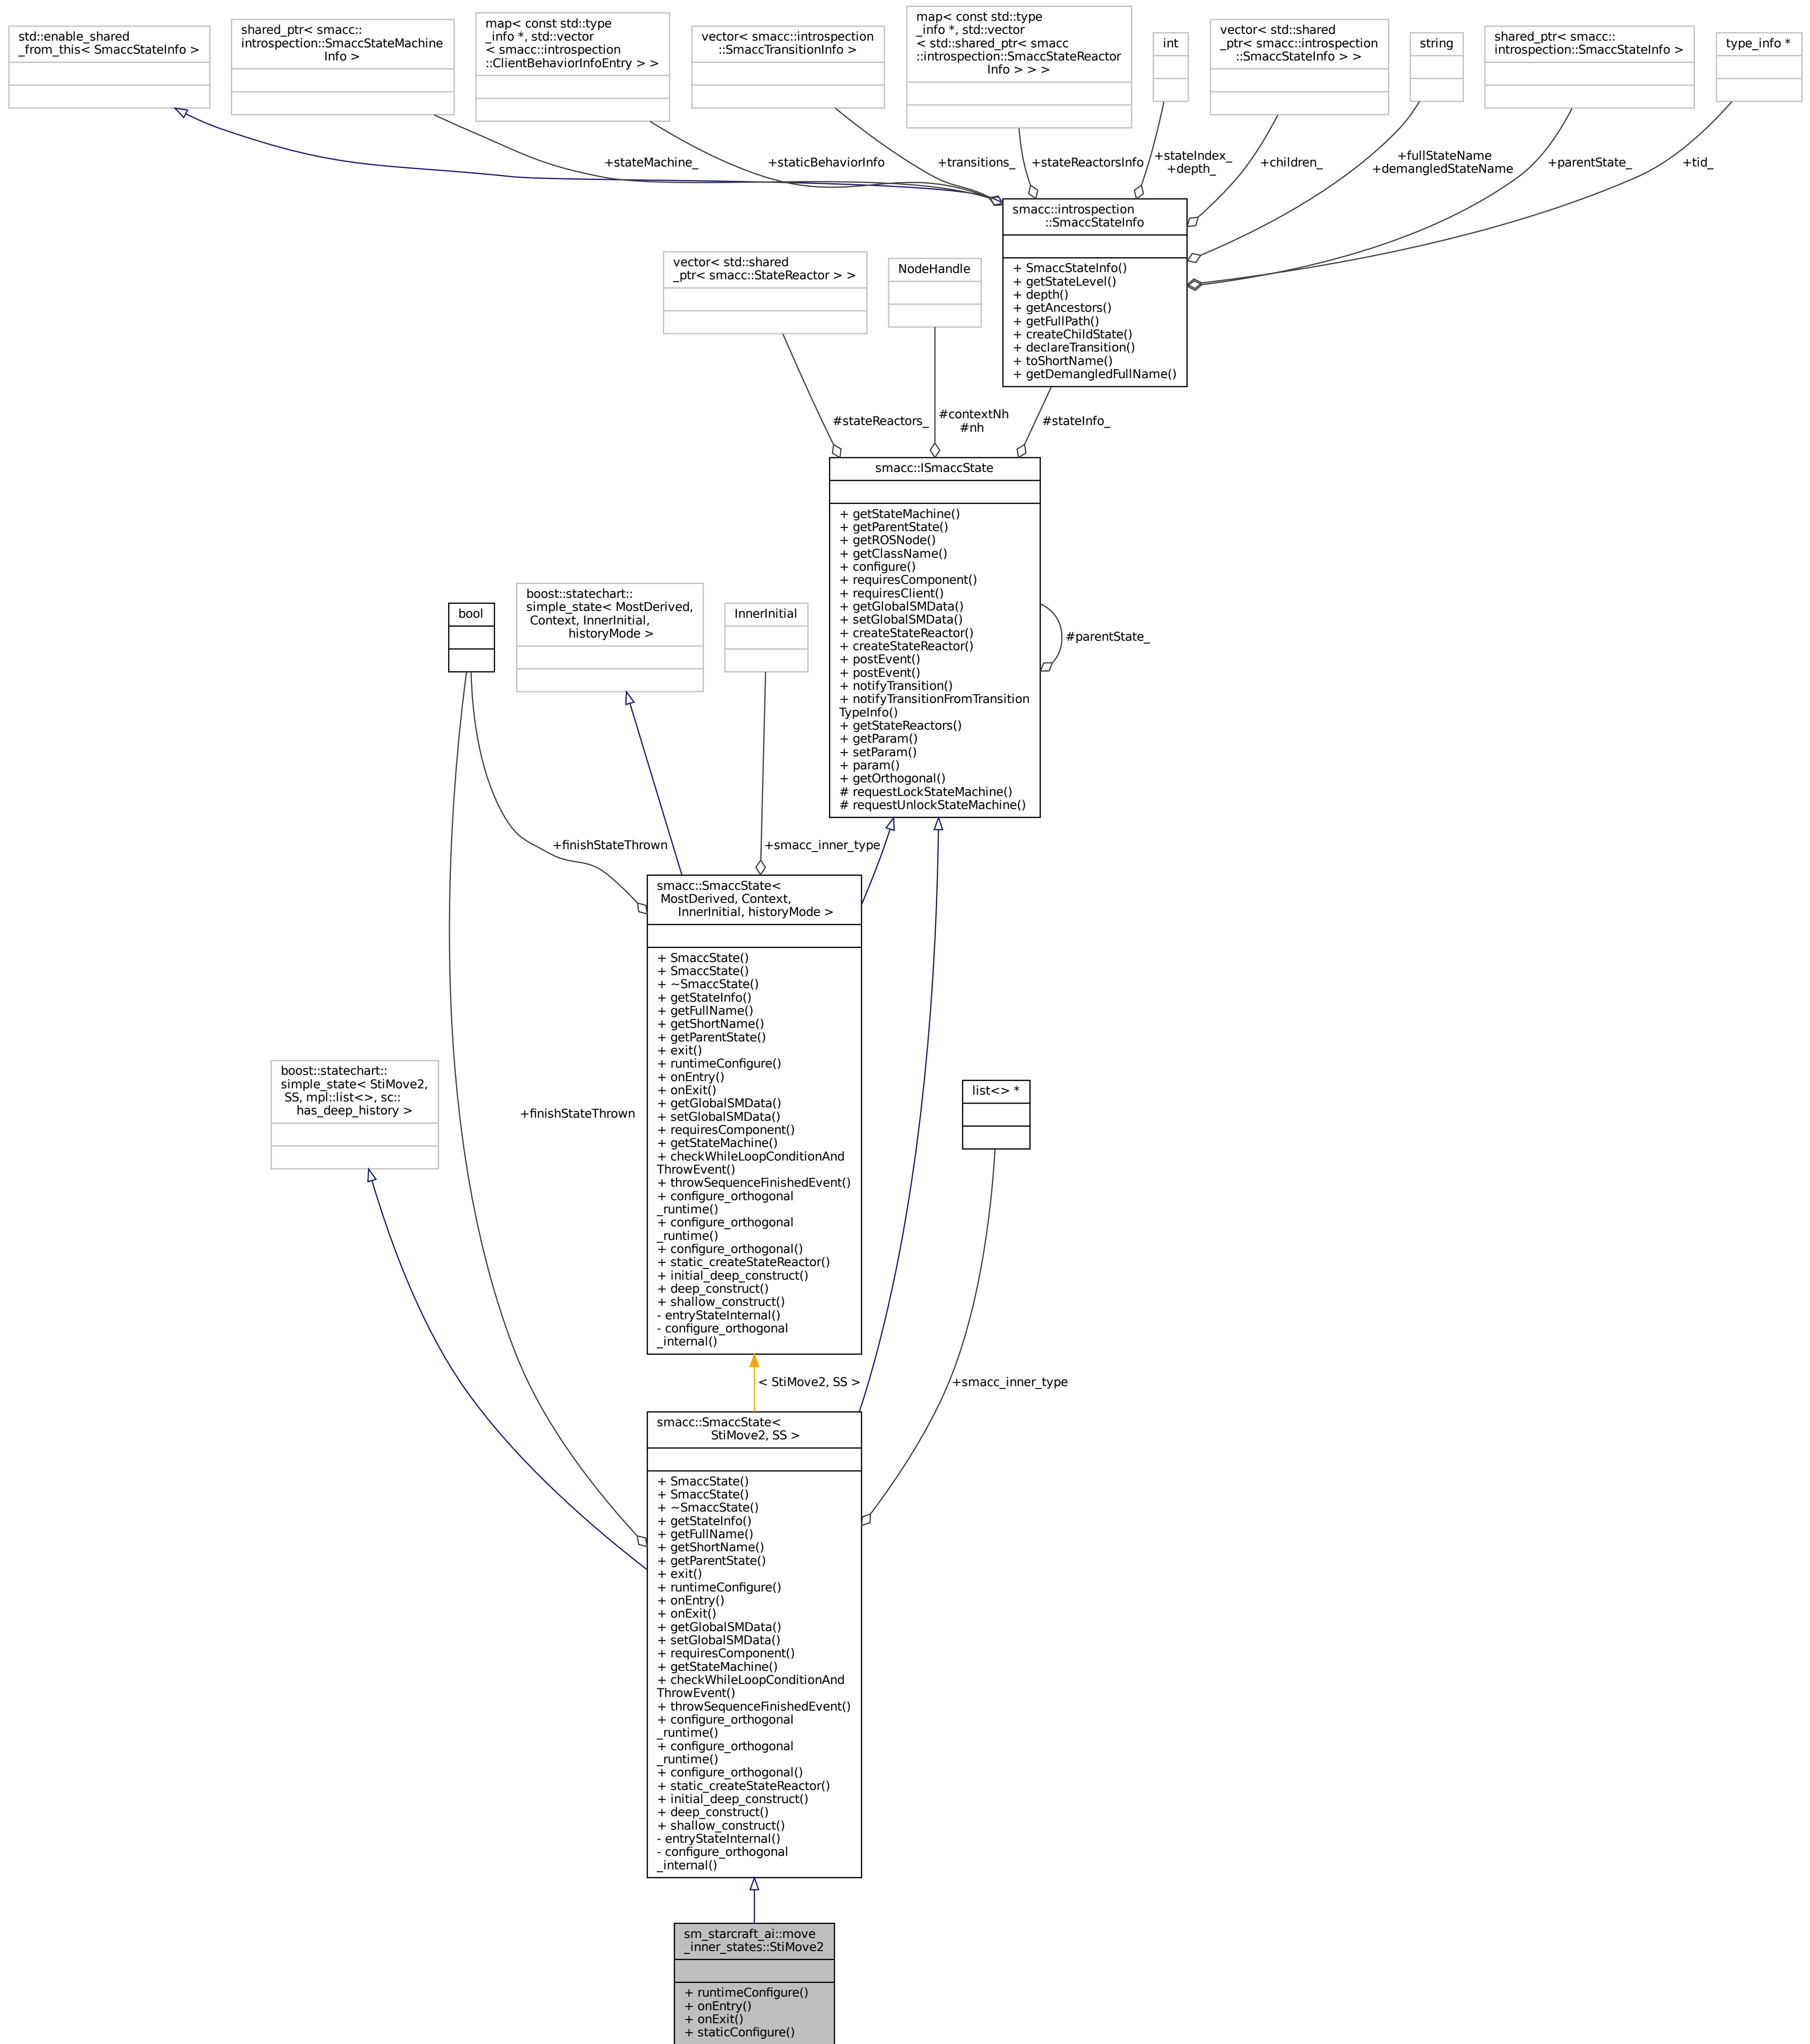 std::enable_shared
_from_this< SmaccStateInfo >
shared_ptr< smacc::
introspection::SmaccStateMachine
Info >
map< const std::type
_info *, std::vector
< smacc::introspection
::ClientBehaviorInfoEntry > >
vector< smacc::introspection
::SmaccTransitionInfo >
map< const std::type
_info *, std::vector
< std::shared_ptr< smacc
::introspection::SmaccStateReactor
Info > > >
int
vector< std::shared
_ptr< smacc::introspection
::SmaccStateInfo > >
string
shared_ptr< smacc::
introspection::SmaccStateInfo >
type_info *
+stateMachine_
+staticBehaviorInfo
+transitions_
+stateReactorsInfo
+stateIndex_
+depth_
+children_
+fullStateName
+demangledStateName
+parentState_
+tid_
smacc::introspection
::SmaccStateInfo
+ SmaccStateInfo()
+ getStateLevel()
+ depth()
+ getAncestors()
+ getFullPath()
+ createChildState()
+ declareTransition()
+ toShortName()
+ getDemangledFullName()
vector< std::shared
_ptr< smacc::StateReactor > >
NodeHandle
#stateReactors_
#contextNh
#nh
#stateInfo_
smacc::ISmaccState
+ getStateMachine()
+ getParentState()
+ getROSNode()
+ getClassName()
+ configure()
+ requiresComponent()
+ requiresClient()
+ getGlobalSMData()
+ setGlobalSMData()
+ createStateReactor()
+ createStateReactor()
+ postEvent()
+ postEvent()
+ notifyTransition()
+ notifyTransitionFromTransition
TypeInfo()
+ getStateReactors()
+ getParam()
+ setParam()
+ param()
+ getOrthogonal()
# requestLockStateMachine()
# requestUnlockStateMachine()
#parentState_
bool
boost::statechart::
simple_state< MostDerived,
Context, InnerInitial,
historyMode >
InnerInitial
+finishStateThrown
+smacc_inner_type
smacc::SmaccState<
MostDerived, Context,
InnerInitial, historyMode >
+ SmaccState()
+ SmaccState()
+ ~SmaccState()
+ getStateInfo()
+ getFullName()
+ getShortName()
+ getParentState()
+ exit()
+ runtimeConfigure()
+ onEntry()
+ onExit()
+ getGlobalSMData()
+ setGlobalSMData()
+ requiresComponent()
+ getStateMachine()
+ checkWhileLoopConditionAnd
ThrowEvent()
+ throwSequenceFinishedEvent()
+ configure_orthogonal
_runtime()
+ configure_orthogonal
_runtime()
+ configure_orthogonal()
+ static_createStateReactor()
+ initial_deep_construct()
+ deep_construct()
+ shallow_construct()
- entryStateInternal()
- configure_orthogonal
_internal()
boost::statechart::
simple_state< StiMove2,
SS, mpl::list<>, sc::
has_deep_history >
+finishStateThrown
list<> *
< StiMove2, SS >
+smacc_inner_type
smacc::SmaccState<
StiMove2, SS >
+ SmaccState()
+ SmaccState()
+ ~SmaccState()
+ getStateInfo()
+ getFullName()
+ getShortName()
+ getParentState()
+ exit()
+ runtimeConfigure()
+ onEntry()
+ onExit()
+ getGlobalSMData()
+ setGlobalSMData()
+ requiresComponent()
+ getStateMachine()
+ checkWhileLoopConditionAnd
ThrowEvent()
+ throwSequenceFinishedEvent()
+ configure_orthogonal
_runtime()
+ configure_orthogonal
_runtime()
+ configure_orthogonal()
+ static_createStateReactor()
+ initial_deep_construct()
+ deep_construct()
+ shallow_construct()
- entryStateInternal()
- configure_orthogonal
_internal()
sm_starcraft_ai::move
_inner_states::StiMove2
+ runtimeConfigure()
+ onEntry()
+ onExit()
+ staticConfigure()